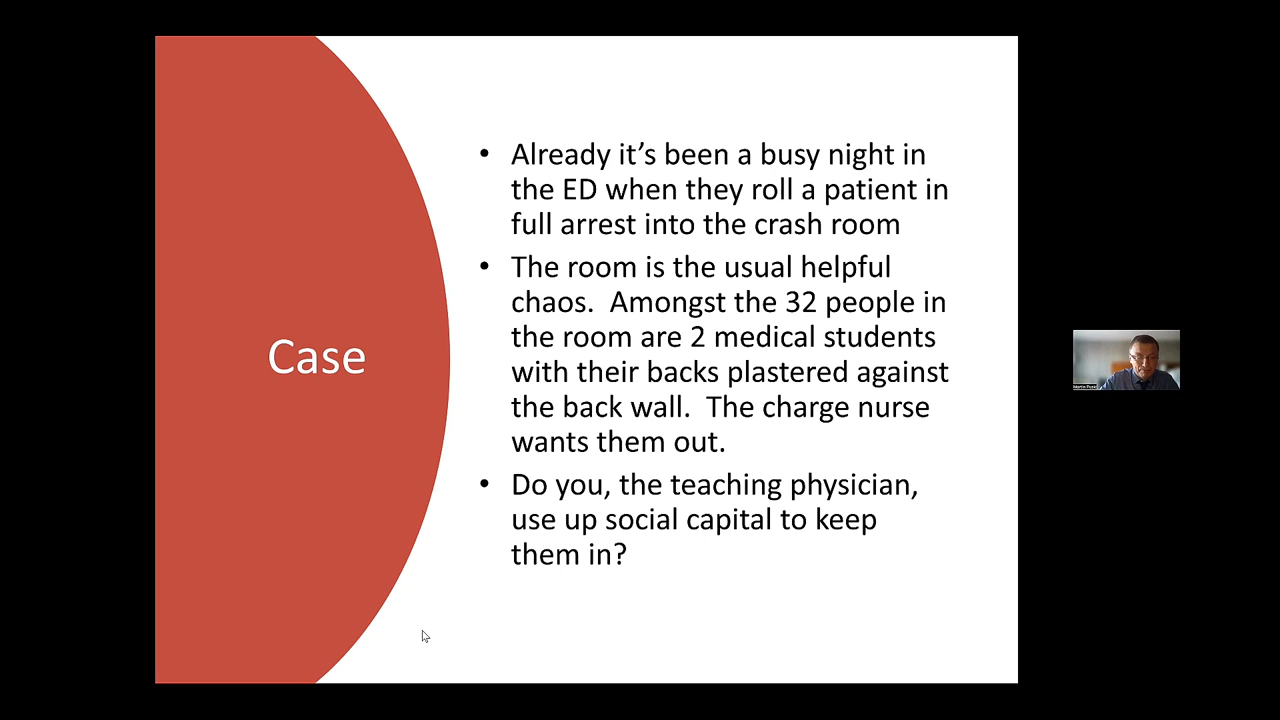 Case
• Already it’s been a busy night in
the ED when they roll a patient in
full arrest into the crash room
• The room is the usual helpful
chaos.  Amongst the 32 people in
the room are 2 medical students
with their backs plastered against
the back wall.  The charge nurse
wants them out.
• Do you, the teaching physician,
use up social capital to keep
them in?
Martin